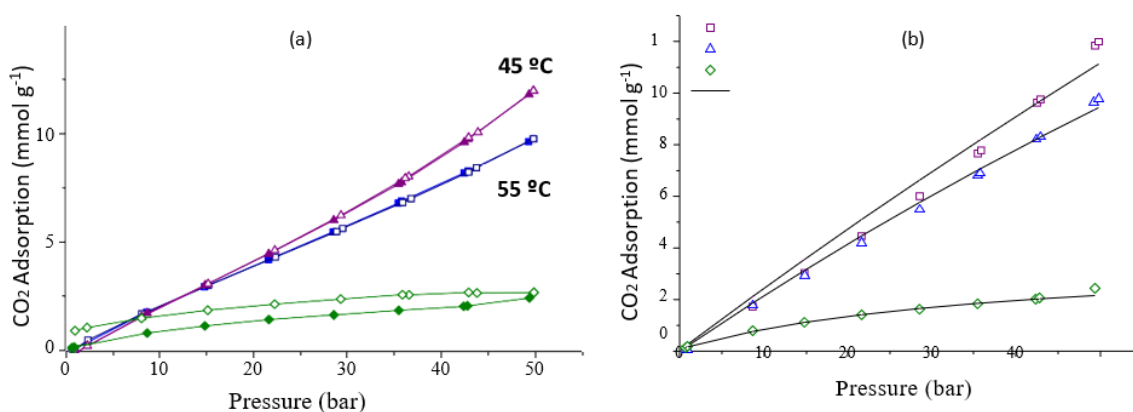 (a)
45 ºC
55 ºC
CO2 Adsorption (mmol g-1)
10
5
0
0 10 20 30 40 50
Pressure (bar)
(b)
CO2 Adsorption (mmol g-1)
1
10
8
6
4
2
0
0 10 20 30 40
Pressure (bar)